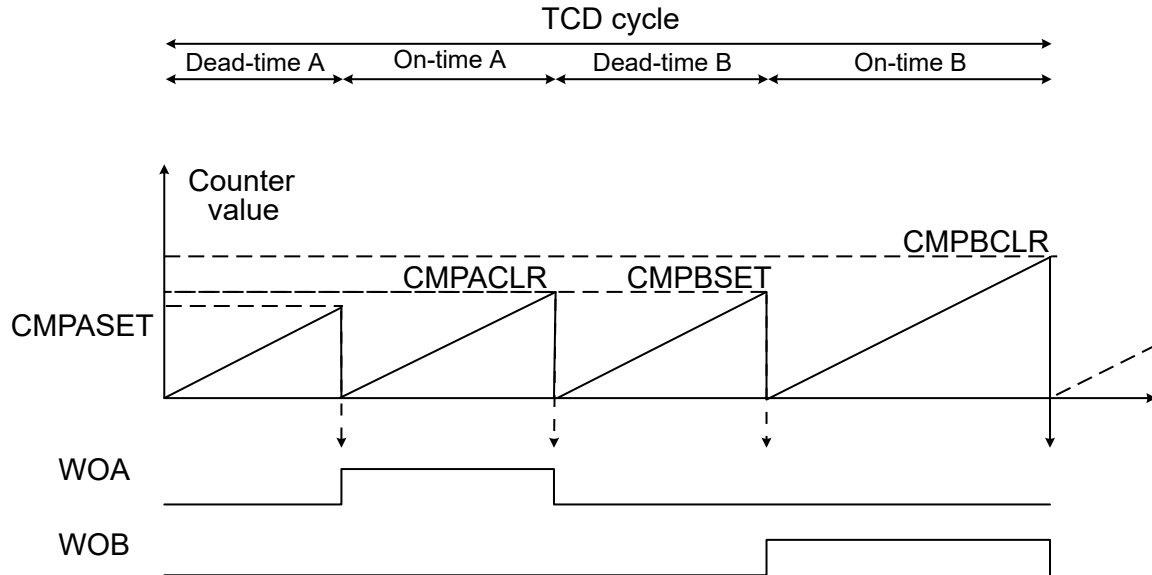 TCD cycle
Dead-time A
On-time A
Dead-time B
On-time B
Counter
value
CMPBCLR
CMPACLR
CMPBSET
CMPASET
WOA
WOB